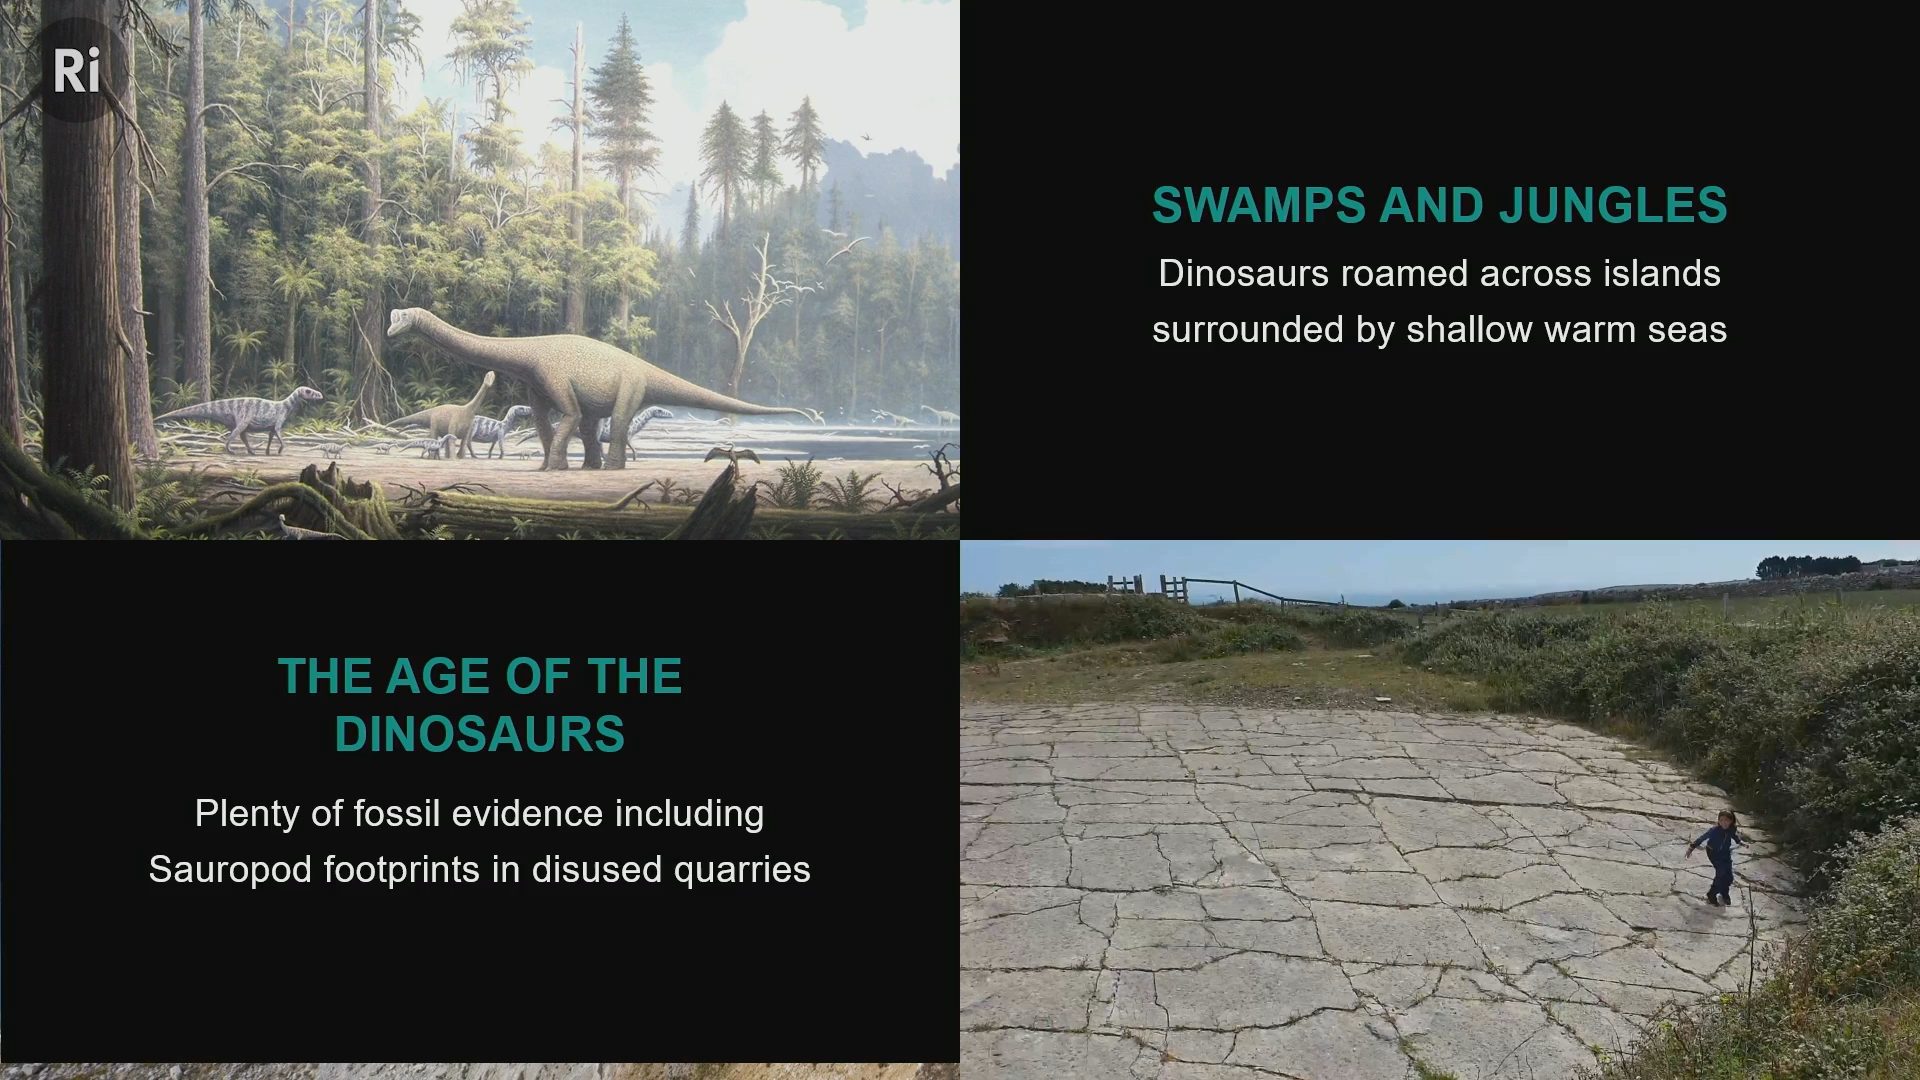 Ri
SWAMPS AND JUNGLES
Dinosaurs roamed across islands
surrounded by shallow warm seas
THE AGE OF THE
DINOSAURS
Plenty of fossil evidence including
Sauropod footprints in disused quarries